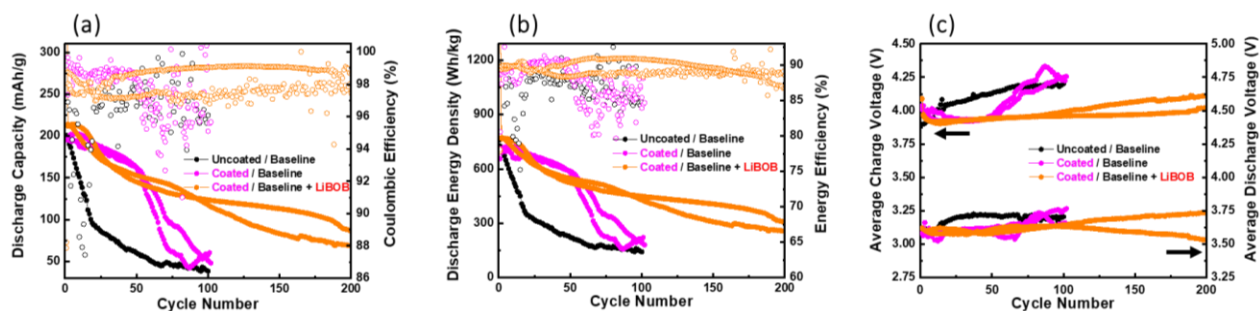 (a)
Discharge Capacity (mAh/g)
300
250
200
150
100
50
Uncoated / Baseline
Coated / Baseline
Coated / Baseline + LiBOB
0
50
100
150
200
Cycle Number
100
98
96
94
92
90
88
86
Coulombic Efficiency (%)
(b)
Discharge Energy Density (Wh/kg)
1200
900
600
300
0
Uncoated / Baseline
Coated / Baseline
Coated / Baseline + LiBOB
0
50
100
150
200
Cycle Number
90
85
80
75
70
65
60
Energy Efficiency (%)
(c)
Average Charge Voltage (V)
4.50
4.25
4.00
3.75
3.50
3.25
3.00
2.75
Uncoated / Baseline
Coated / Baseline
Coated / Baseline + LiBOB
0
50
100
150
200
Cycle Number
5.00
4.75
4.50
4.25
4.00
3.75
3.50
3.25
Average Discharge Voltage (V)